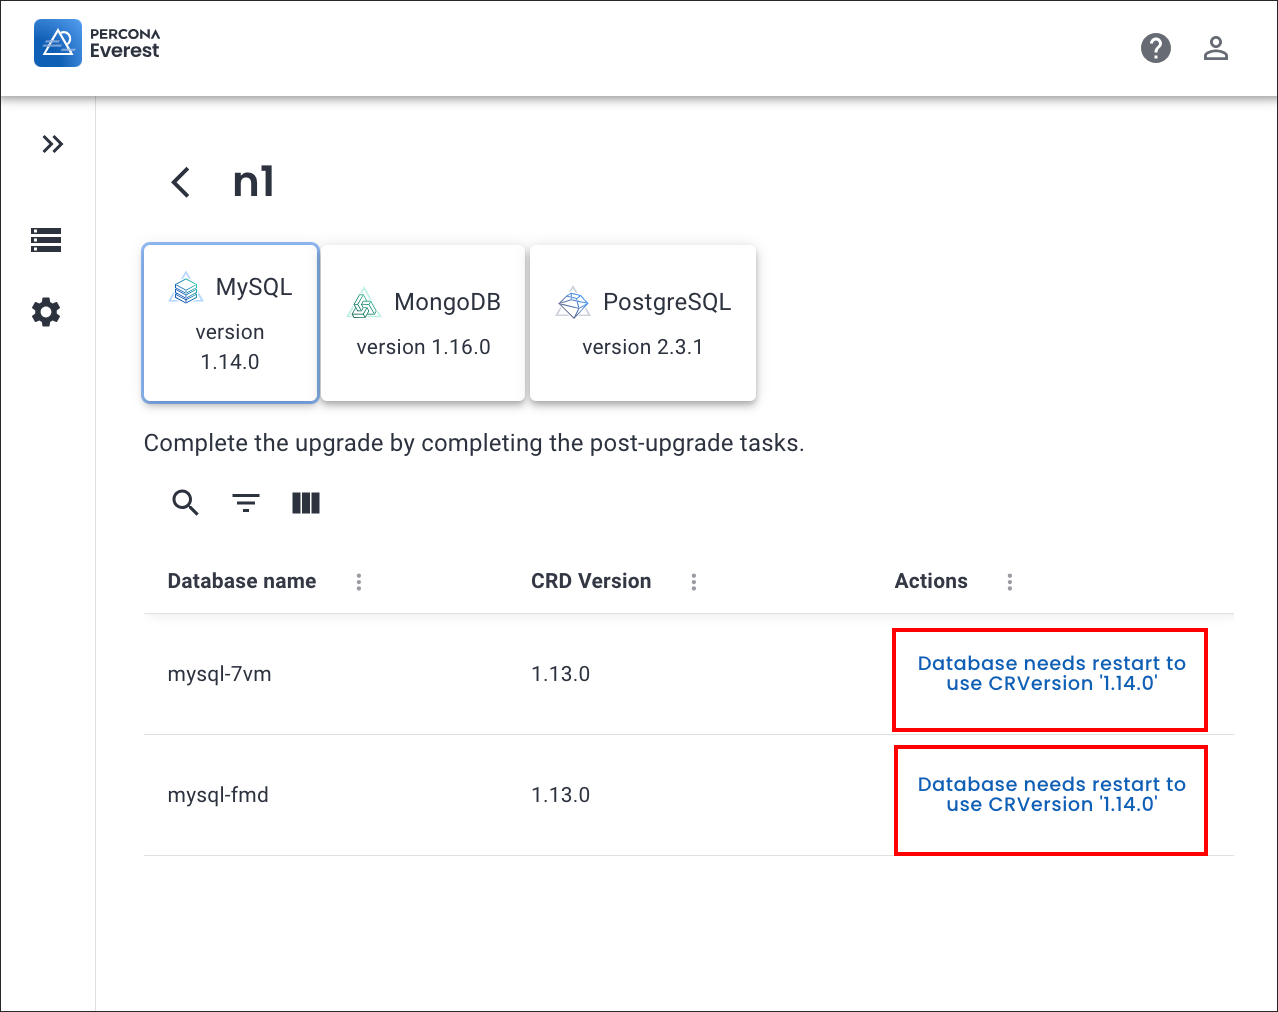 PERCONA
Everest
n1
MySQL
version
1.14.0
MongoDB
version 1.16.0
PostgreSQL
version 2.3.1
Complete the upgrade by completing the post-upgrade tasks.
Database name
CRD Version
Actions
mysql-7vm
1.13.0
Database needs restart to
use CRVersion '1.14.0'
mysql-fmd
1.13.0
Database needs restart to
use CRVersion '1.14.0'